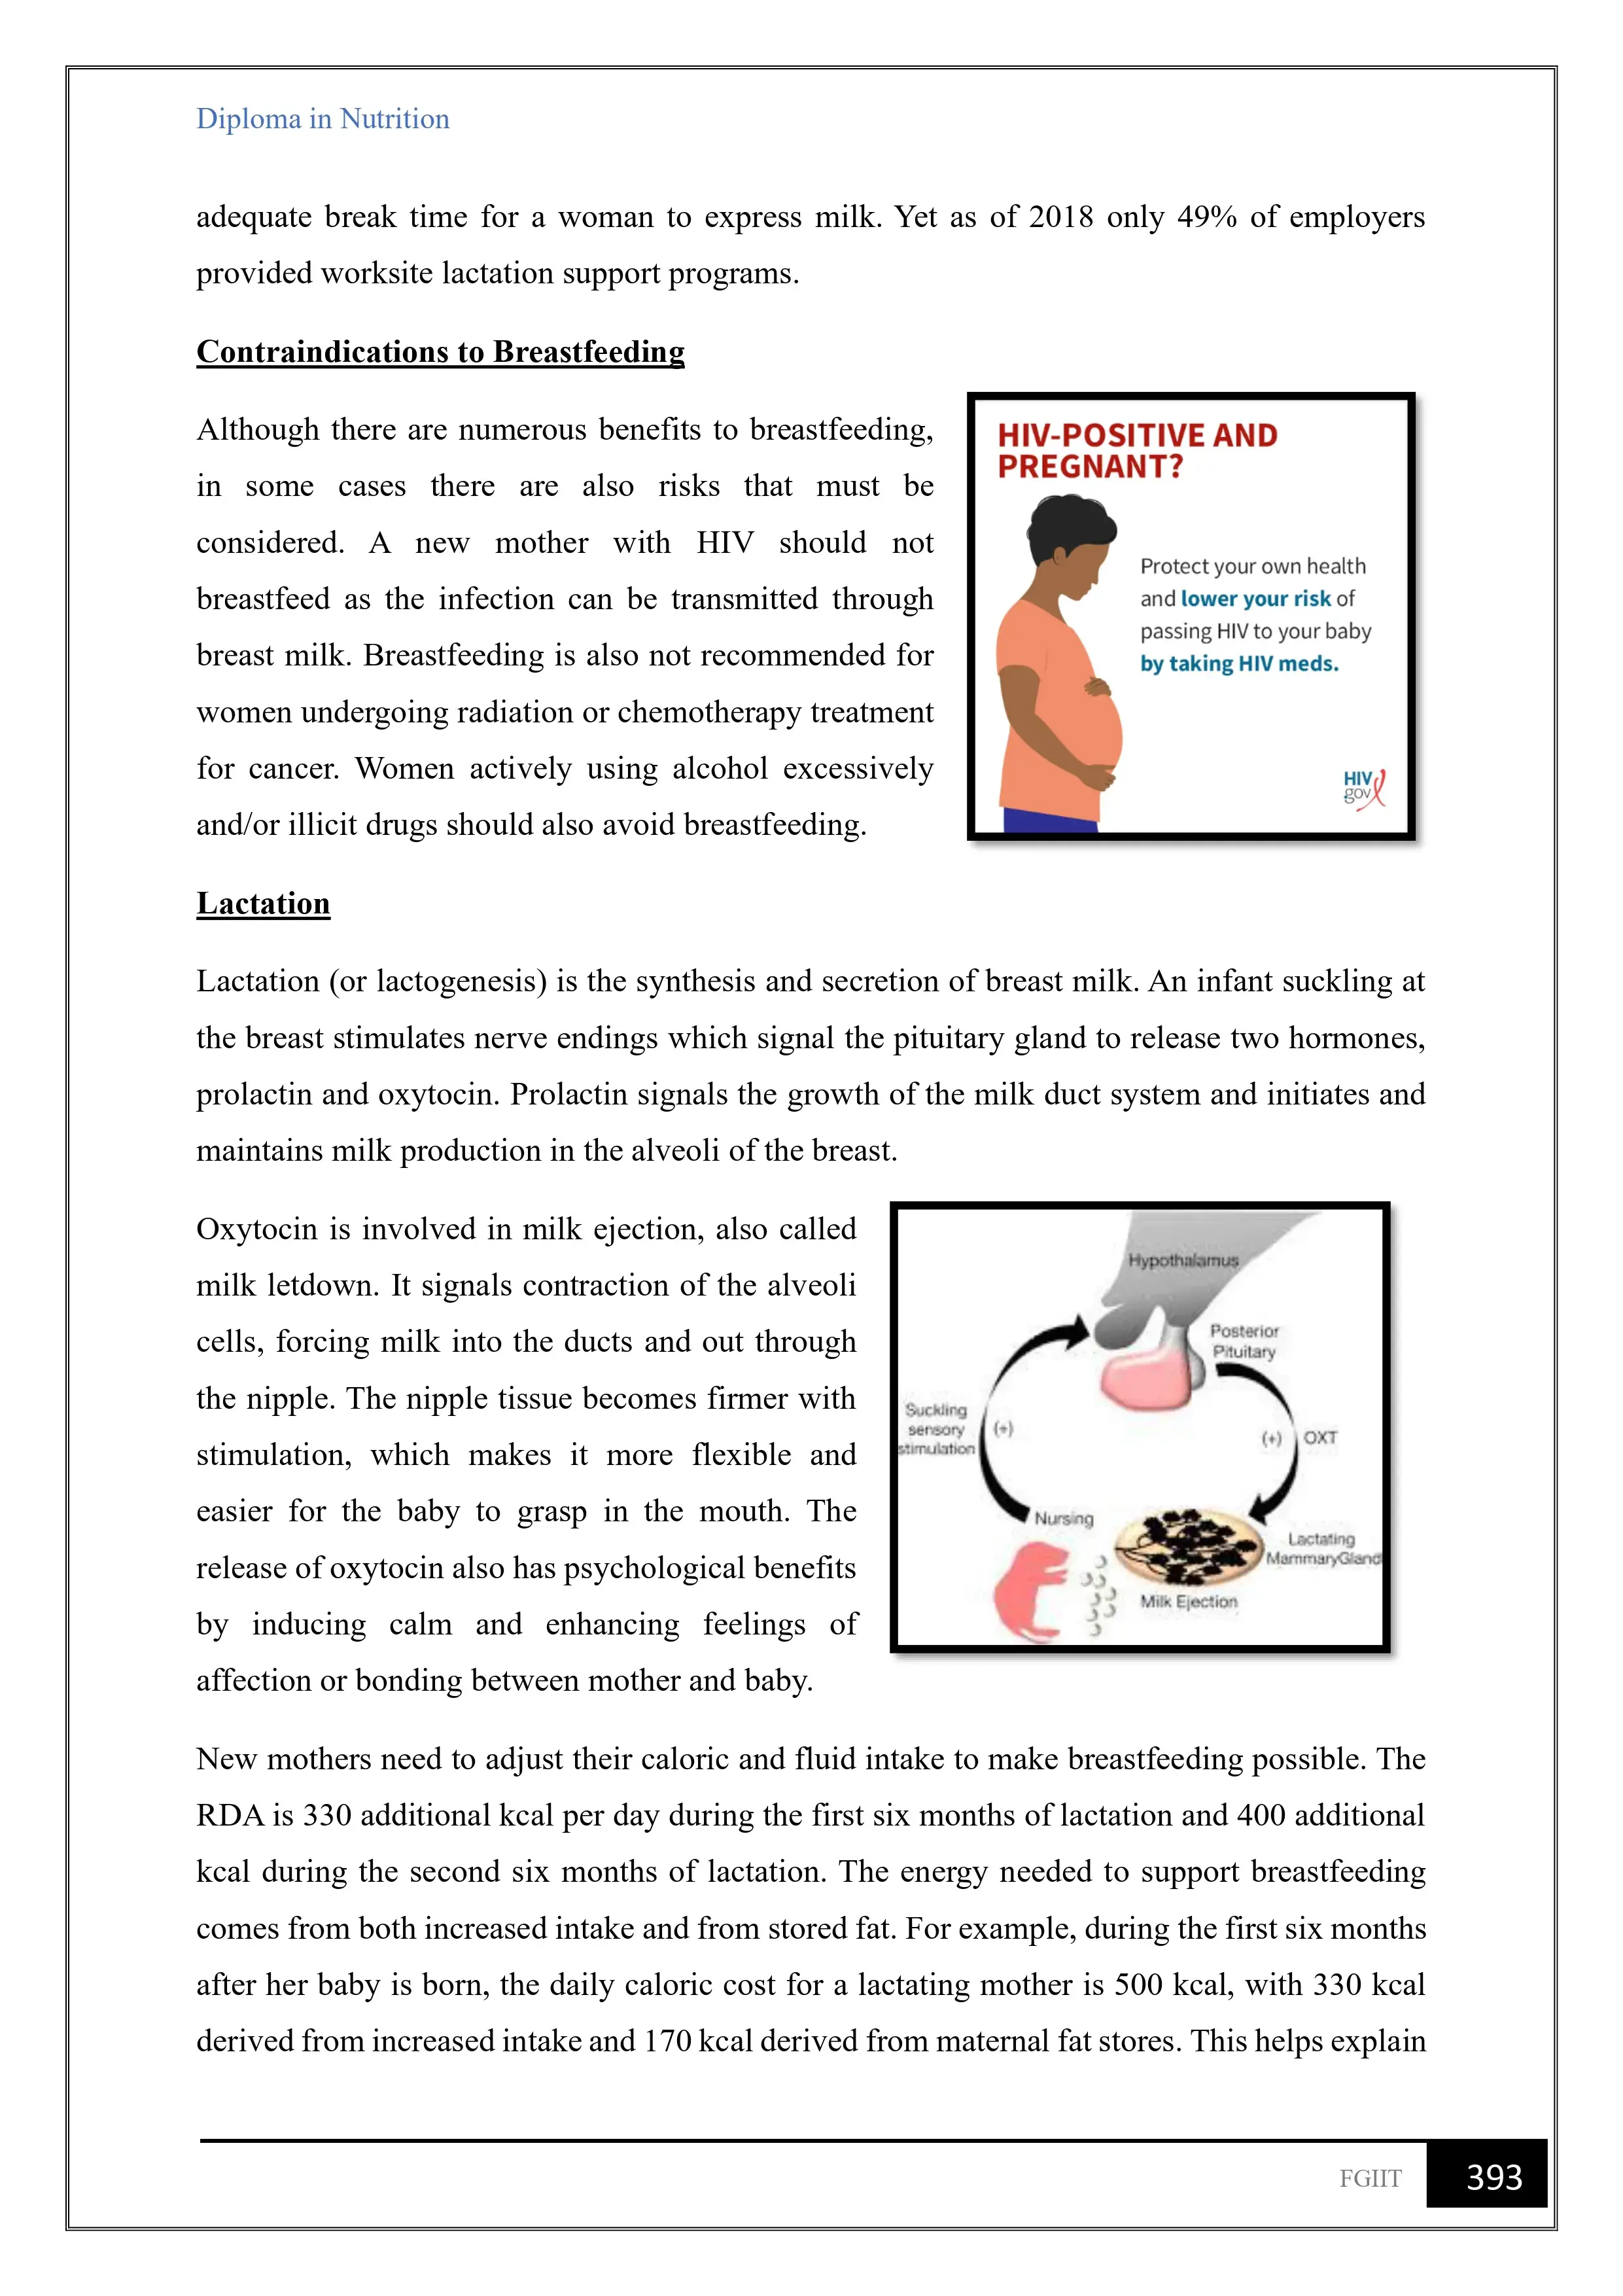 Diploma in Nutrition
adequate break time for a woman to express milk. Yet as of 2018 only 49% of employers
provided worksite lactation support programs.
Contraindications to Breastfeeding
Although there are numerous benefits to breastfeeding,
in some cases there are also risks that must be
considered. A new mother with HIV should not
breastfeed as the infection can be transmitted through
breast milk. Breastfeeding is also not recommended for
women undergoing radiation or chemotherapy treatment
for cancer. Women actively using alcohol excessively
and/or illicit drugs should also avoid breastfeeding.
HIV-POSITIVE AND
PREGNANT?
Protect your own health
and lower your risk of
passing HIV to your baby
by taking HIV meds.
HIV
.gov
Lactation
Lactation (or lactogenesis) is the synthesis and secretion of breast milk. An infant suckling at
the breast stimulates nerve endings which signal the pituitary gland to release two hormones,
prolactin and oxytocin. Prolactin signals the growth of the milk duct system and initiates and
maintains milk production in the alveoli of the breast.
Oxytocin is involved in milk ejection, also called
milk letdown. It signals contraction of the alveoli
cells, forcing milk into the ducts and out through
the nipple. The nipple tissue becomes firmer with
stimulation, which makes it more flexible and
easier for the baby to grasp in the mouth. The
release of oxytocin also has psychological benefits
by inducing calm and enhancing feelings of
affection or bonding between mother and baby.
Hypothalamus
Posterior
Pituitary
Suckling
sensory
stimulation
(+)
(+) OXT
Nursing
Lactating
MammaryGland
Milk Ejection
New mothers need to adjust their caloric and fluid intake to make breastfeeding possible. The
RDA is 330 additional kcal per day during the first six months of lactation and 400 additional
kcal during the second six months of lactation. The energy needed to support breastfeeding
comes from both increased intake and from stored fat. For example, during the first six months
after her baby is born, the daily caloric cost for a lactating mother is 500 kcal, with 330 kcal
derived from increased intake and 170 kcal derived from maternal fat stores. This helps explain
FGIIT 393